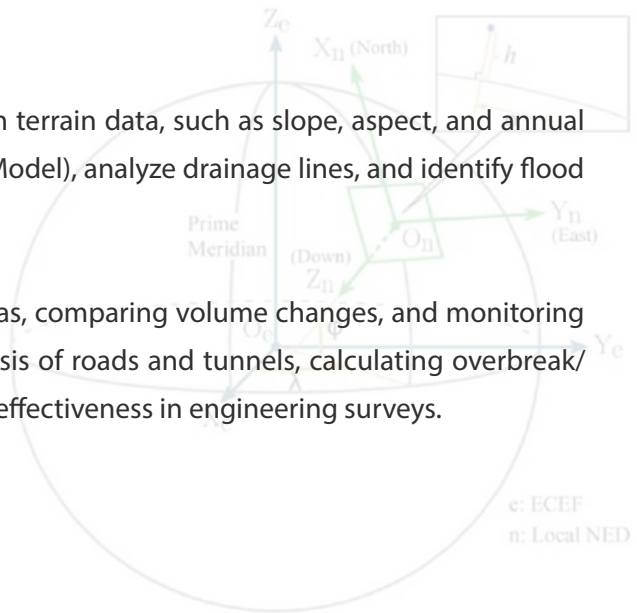 Ze
Xn (North)
h
n terrain data, such as slope, aspect, and annual
Model), analyze drainage lines, and identify flood
Prime
Meridian
Yn
(East)
On
(Down)
Zn
as, comparing volume changes, and monitoring
φ
Ye
sis of roads and tunnels, calculating overbreak/
λ
effectiveness in engineering surveys.
e: ECEF
n: Local NED